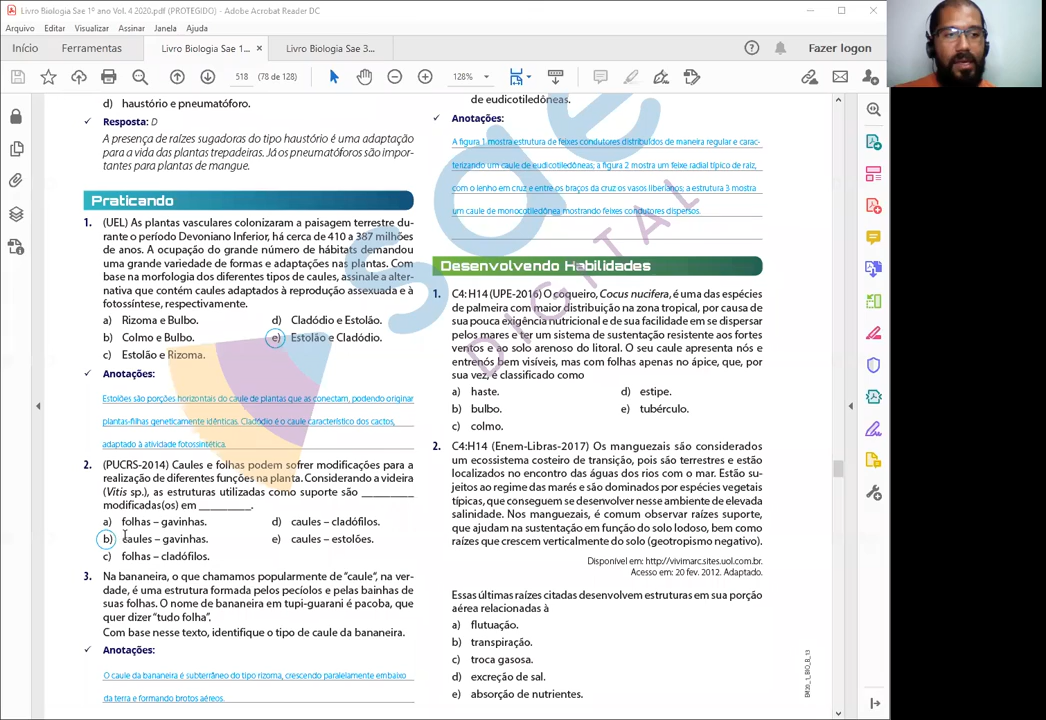 Livro Biologia Sae 1º ano Vol. 4 2020.pdf (PROTEGIDO) - Adobe Acrobat Reader DC
Arquivo Editar Visualizar Assinar Janela Ajuda
Início Ferramentas Livro Biologia Sae 1... × Livro Biologia Sae 3... Fazer logon
518 (78 de 128) 128%
d) haustório e pneumatóforo.
Resposta: D
A presença de raízes sugadoras do tipo haustório é uma adaptação
para a vida das plantas trepadeiras. Já os pneumatóforos são impor-
tantes para plantas de mangue.
Praticando
1. (UEL) As plantas vasculares colonizaram a paisagem terrestre du-
rante o período Devoniano Inferior, há cerca de 410 a 387 milhões
de anos. A ocupação do grande número de hábitats demandou
uma grande variedade de formas e adaptações nas plantas. Com
base na morfologia dos diferentes tipos de caules, assinale a alter-
nativa que contém caules adaptados à reprodução assexuada e à
fotossíntese, respectivamente.
a) Rizoma e Bulbo. d) Cladódio e Estolão.
b) Colmo e Bulbo. e) Estolão e Cladódio.
c) Estolão e Rizoma.
Anotações:
Estolões são porções horizontais do caule de plantas que as conectam, podendo originar
plantas-filhas geneticamente idênticas. Cladódio é o caule característico dos cactos,
adaptado à atividade fotossintética.
2. (PUCRS-2014) Caules e folhas podem sofrer modificações para a
realização de diferentes funções na planta. Considerando a videira
(Vitis sp.), as estruturas utilizadas como suporte são _________
modificadas(os) em _________.
a) folhas – gavinhas. d) caules – cladófilos.
b) caules – gavinhas. e) caules – estolões.
c) folhas – cladófilos.
3. Na bananeira, o que chamamos popularmente de "caule", na ver-
dade, é uma estrutura formada pelos pecíolos e pelas bainhas de
suas folhas. O nome de bananeira em tupi-guarani é pacoba, que
quer dizer "tudo folha".
Com base nesse texto, identifique o tipo de caule da bananeira.
Anotações:
O caule da bananeira é subterrâneo do tipo rizoma, crescendo paralelamente embaixo
da terra e formando brotos aéreos.
de eudicotiledôneas.
Anotações:
A figura 1 mostra estrutura de feixes condutores distribuídos de maneira regular e carac-
terizando um caule de eudicotiledôneas; a figura 2 mostra um feixe radial típico de raiz,
com o lenho em cruz e entre os braços da cruz os vasos liberianos; a estrutura 3 mostra
um caule de monocotiledônea mostrando feixes condutores dispersos.
Desenvolvendo Habilidades
1. C4: H14 (UPE-2016) O coqueiro, Cocus nucifera, é uma das espécies
de palmeira com maior distribuição na zona tropical, por causa de
sua pouca exigência nutricional e de sua facilidade em se dispersar
pelos mares e ter um sistema de sustentação resistente aos fortes
ventos e ao solo arenoso do litoral. O seu caule apresenta nós e
entrenós bem visíveis, mas com folhas apenas no ápice, que, por
sua vez, é classificado como
a) haste. d) estipe.
b) bulbo. e) tubérculo.
c) colmo.
2. C4:H14 (Enem-Libras-2017) Os manguezais são considerados
um ecossistema costeiro de transição, pois são terrestres e estão
localizados no encontro das águas dos rios com o mar. Estão su-
jeitos ao regime das marés e são dominados por espécies vegetais
típicas, que conseguem se desenvolver nesse ambiente de elevada
salinidade. Nos manguezais, é comum observar raízes suporte,
que ajudam na sustentação em função do solo lodoso, bem como
raízes que crescem verticalmente do solo (geotropismo negativo).
Disponível em: http://vivimarc.sites.uol.com.br.
Acesso em: 20 fev. 2012. Adaptado.
Essas últimas raízes citadas desenvolvem estruturas em sua porção
aérea relacionadas à
a) flutuação.
b) transpiração.
c) troca gasosa.
d) excreção de sal.
e) absorção de nutrientes.
EM20_1_BIO_B_13
sae
DIGITAL